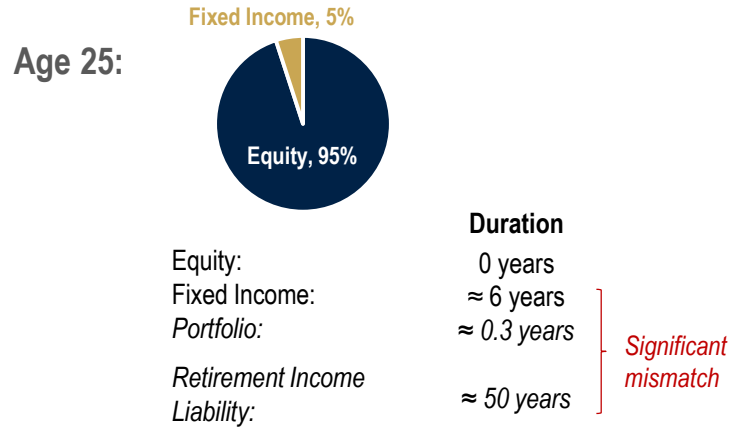 Fixed Income, 5%
Age 25:
Equity, 95%
Duration
Equity: 0 years
Fixed Income: ≈ 6 years
Portfolio: ≈ 0.3 years
Significant
mismatch
Retirement Income
Liability: ≈ 50 years